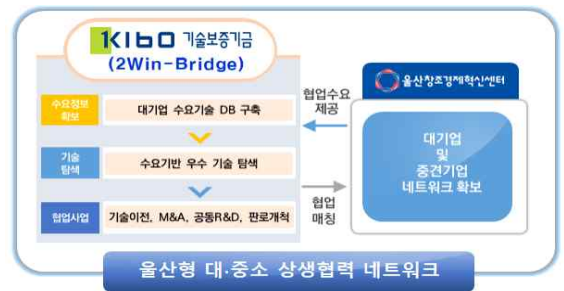 KIBO 기술보증기금
(2Win-Bridge)
수요정보
확보
대기업 수요기술 DB 구축
기술
탐색
수요기반 우수 기술 탐색
협업사업
기술이전, M&A, 공동R&D, 판로개척
협업수요
제공
협업
매칭
울산창조경제혁신센터
대기업
및
중견기업
네트워크 확보
울산형 대·중소 상생협력 네트워크